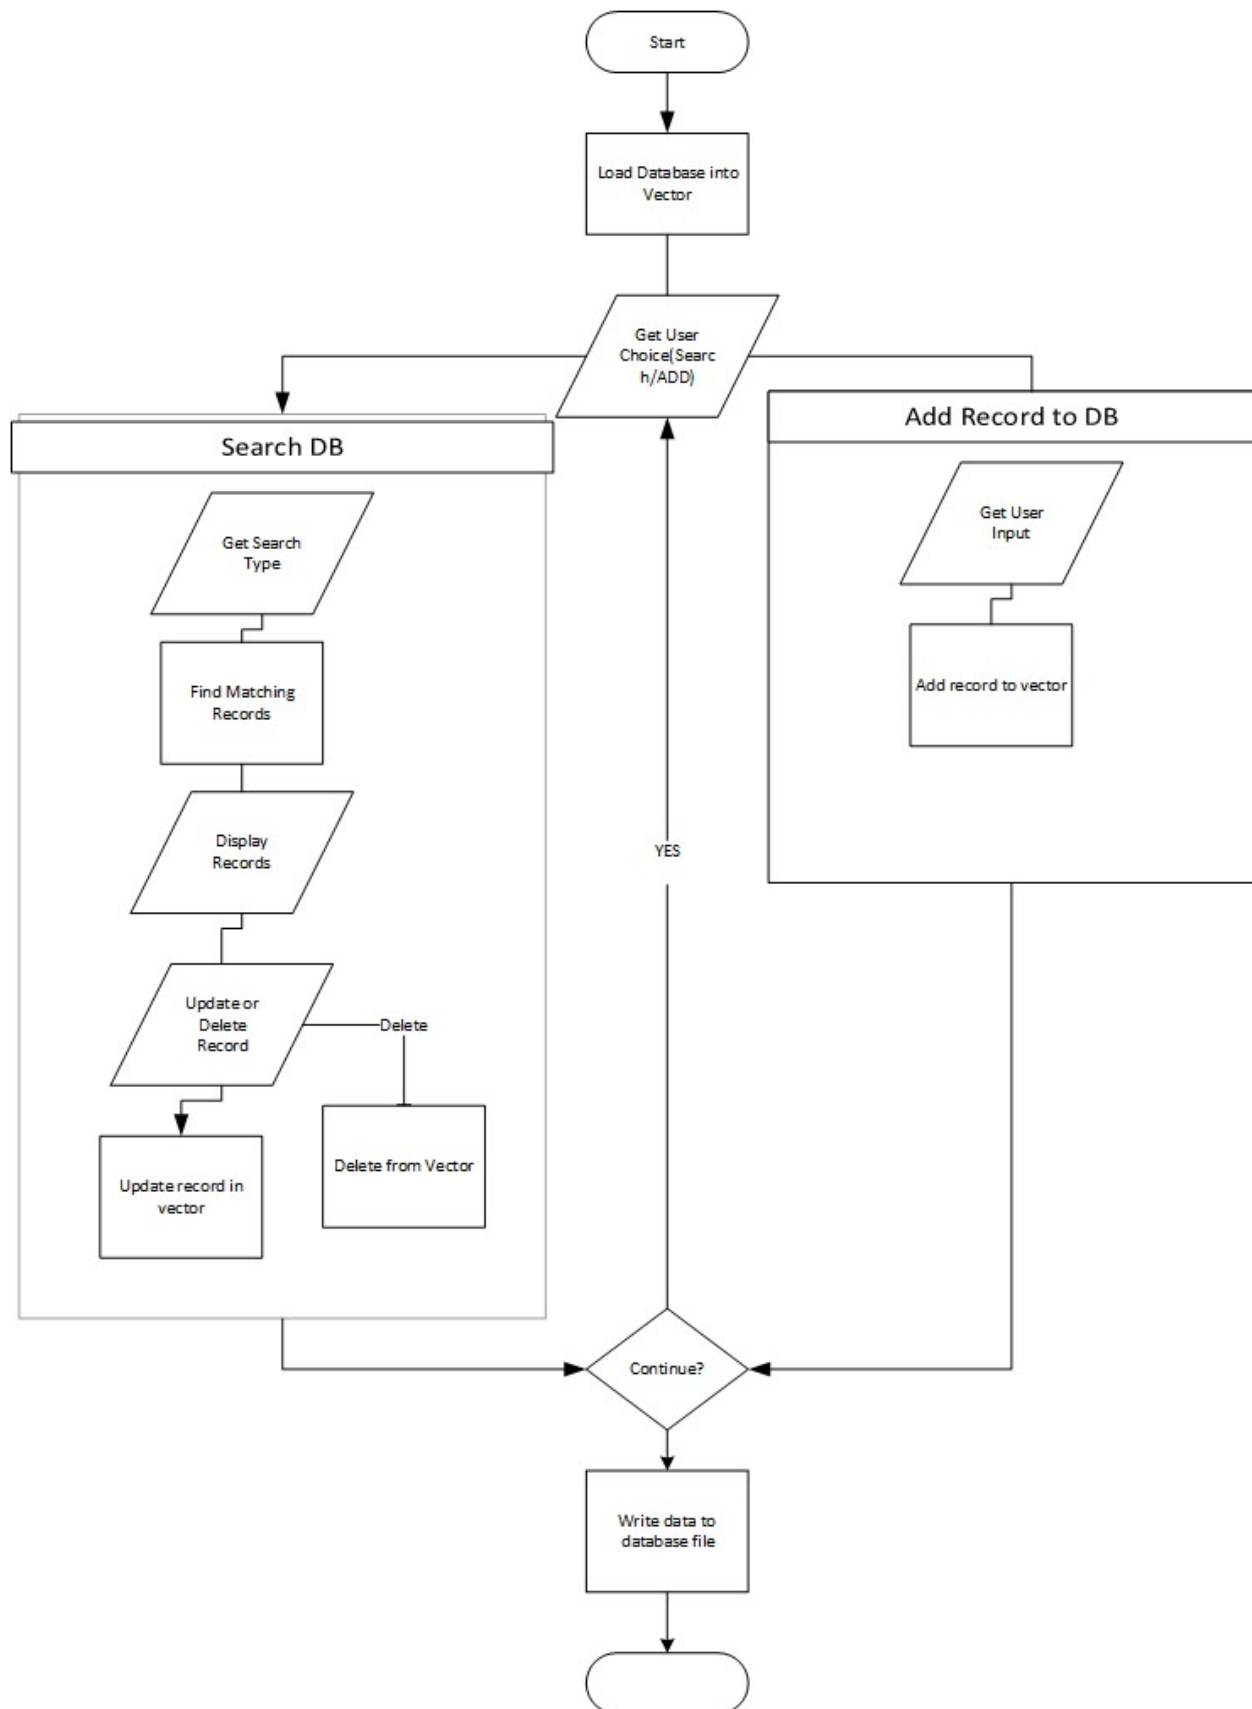 Start
Load Database into
Vector
Get User
Choice(Searc
h/ADD)
Search DB
Get Search
Type
Find Matching
Records
Display
Records
Update or
Delete
Record
Delete
Update record in
vector
Delete from Vector
Add Record to DB
Get User
Input
Add record to vector
YES
Continue?
Write data to
database file